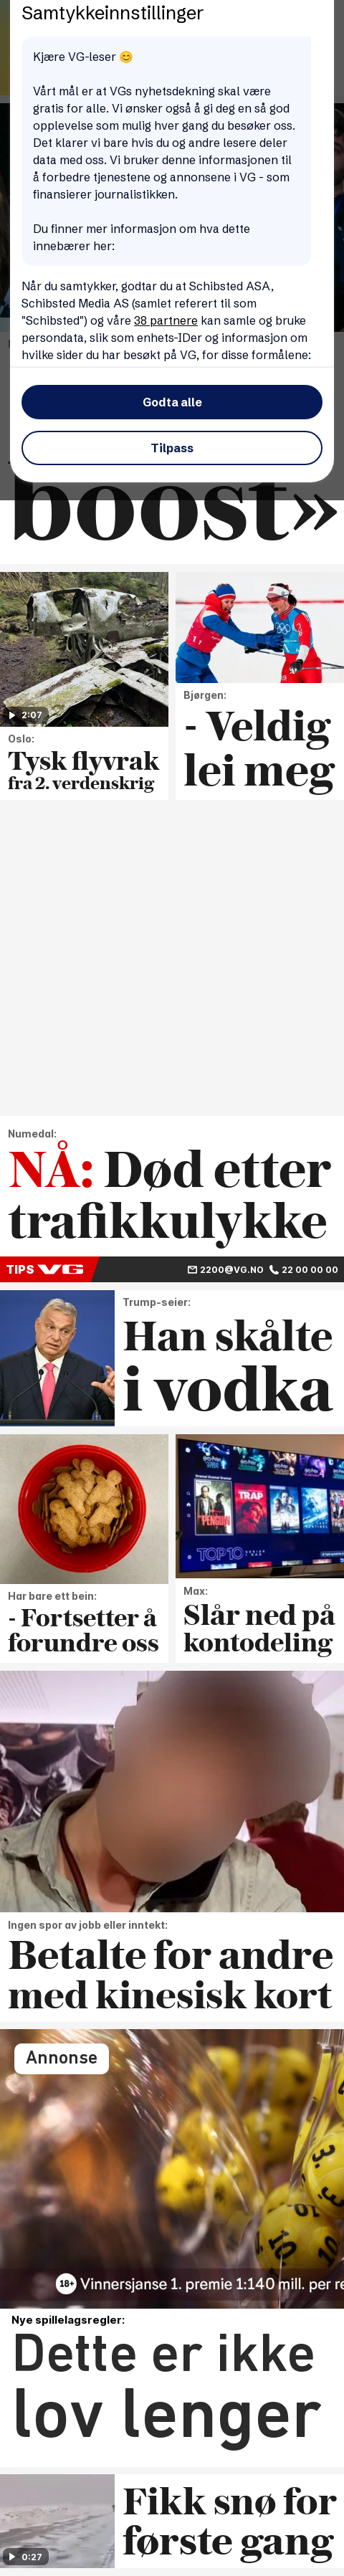 Samtykkeinnstillinger
Kjære VG-leser 😊
Vårt mål er at VGs nyhetsdekning skal være
gratis for alle. Vi ønsker også å gi deg en så god
opplevelse som mulig hver gang du besøker oss.
Det klarer vi bare hvis du og andre lesere deler
data med oss. Vi bruker denne informasjonen til
å forbedre tjenestene og annonsene i VG - som
finansierer journalistikken.
Du finner mer informasjon om hva dette
innebærer her:
Når du samtykker, godtar du at Schibsted ASA,
Schibsted Media AS (samlet referert til som
"Schibsted") og våre 38 partnere kan samle og bruke
persondata, slik som enhets-IDer og informasjon om
hvilke sider du har besøkt på VG, for disse formålene:
Godta alle
Tilpass
boost»
2:07
Oslo:
Tysk flyvrak
fra 2. verdenskrig
Bjørgen:
- Veldig
lei meg
Numedal:
NÅ: Død etter
trafikkulykke
TIPS VG 2200@VG.NO 22 00 00 00
Trump-seier:
Han skålte
i vodka
Har bare ett bein:
- Fortsetter å
forundre oss
TRAP
TOP10
Max:
Slår ned på
kontodeling
Ingen spor av jobb eller inntekt:
Betalte for andre
med kinesisk kort
Annonse
18+ Vinnersjanse 1. premie 1:140 mill. per re
Nye spillelagsregler:
Dette er ikke
lov lenger
0:27
Fikk snø for
første gang